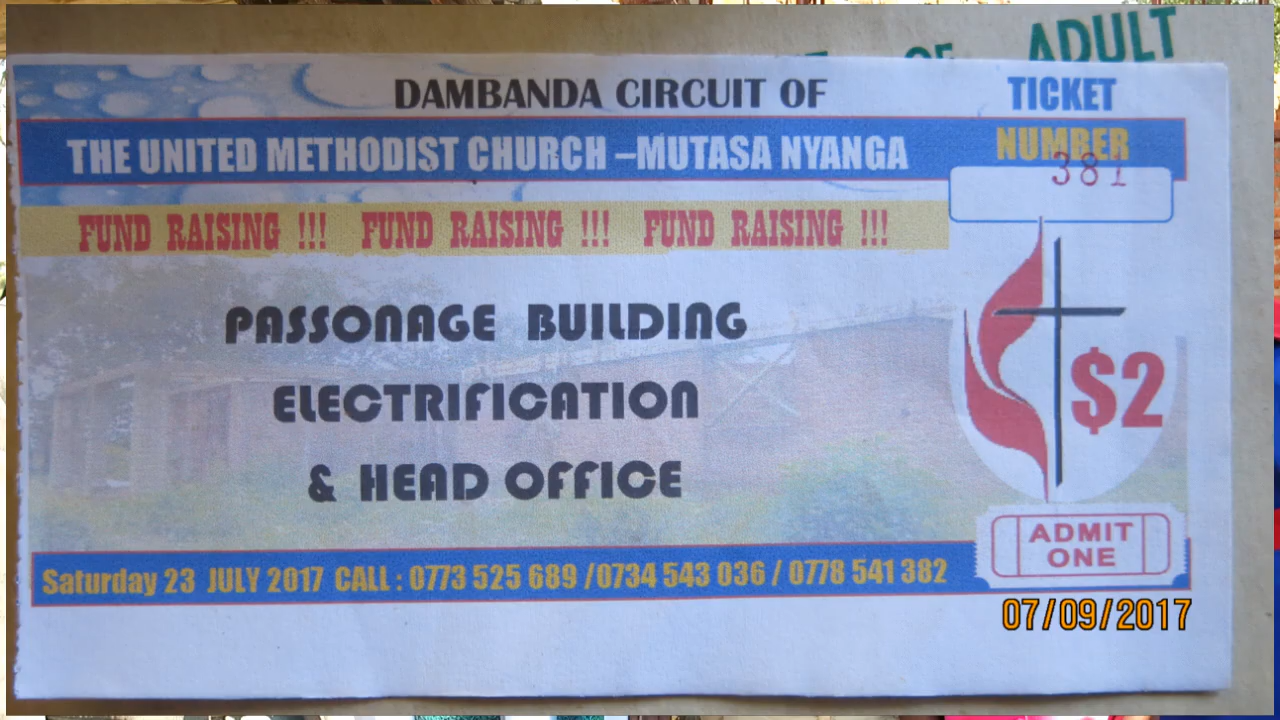 OF ADULT
DAMBANDA CIRCUIT OF
TICKET
NUMBER
THE UNITED METHODIST CHURCH –MUTASA NYANGA
381
FUND RAISING !!! FUND RAISING !!! FUND RAISING !!!
PASSONAGE BUILDING
ELECTRIFICATION
& HEAD OFFICE
$2
ADMIT
ONE
Saturday 23 JULY 2017 CALL : 0773 525 689 /0734 543 036 / 0778 541 382
07/09/2017